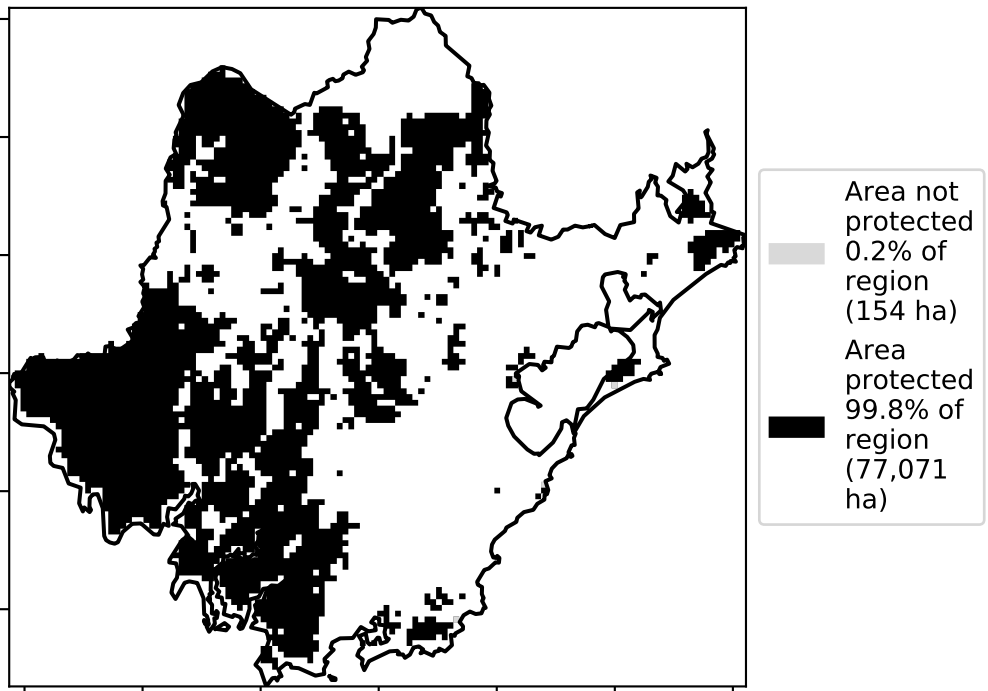 Area not
protected
0.2% of
region
(154 ha)
Area
protected
99.8% of
region
(77,071
ha)